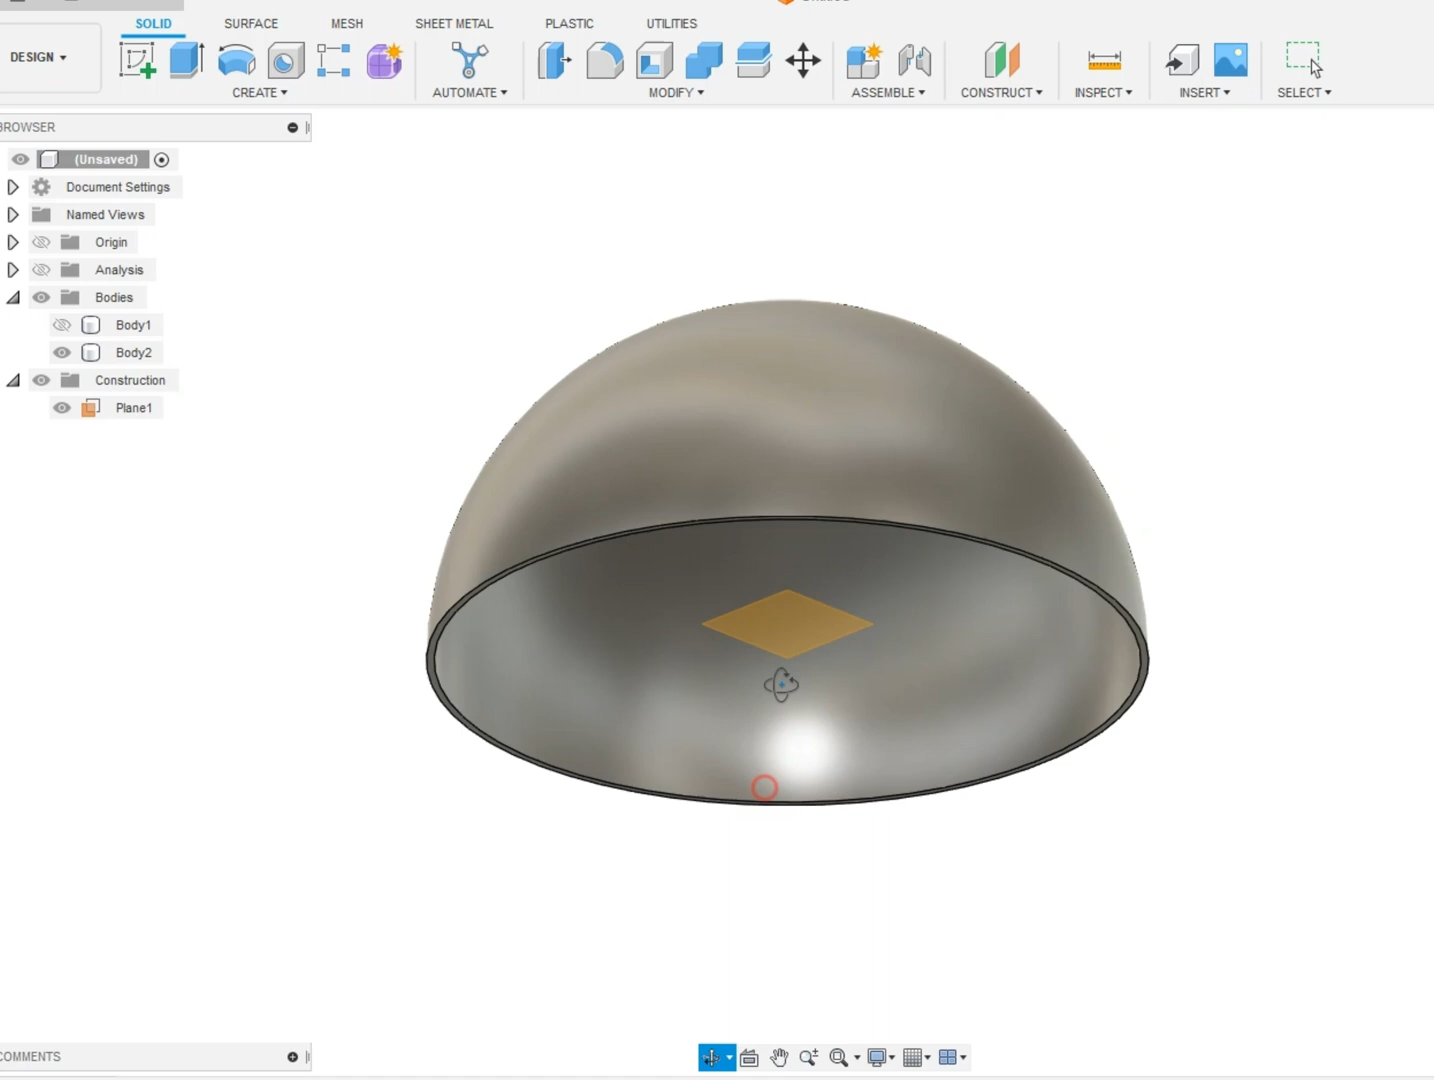 SOLID SURFACE MESH SHEET METAL PLASTIC UTILITIES
DESIGN
CREATE AUTOMATE MODIFY ASSEMBLE CONSTRUCT INSPECT INSERT SELECT
BROWSER
(Unsaved)
Document Settings
Named Views
Origin
Analysis
Bodies
Body1
Body2
Construction
Plane1
COMMENTS